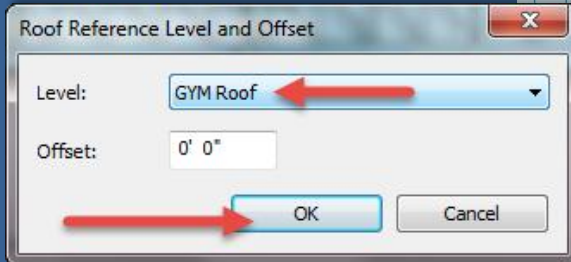 Roof Reference Level and Offset
Level: GYM Roof
Offset: 0' 0"
OK Cancel